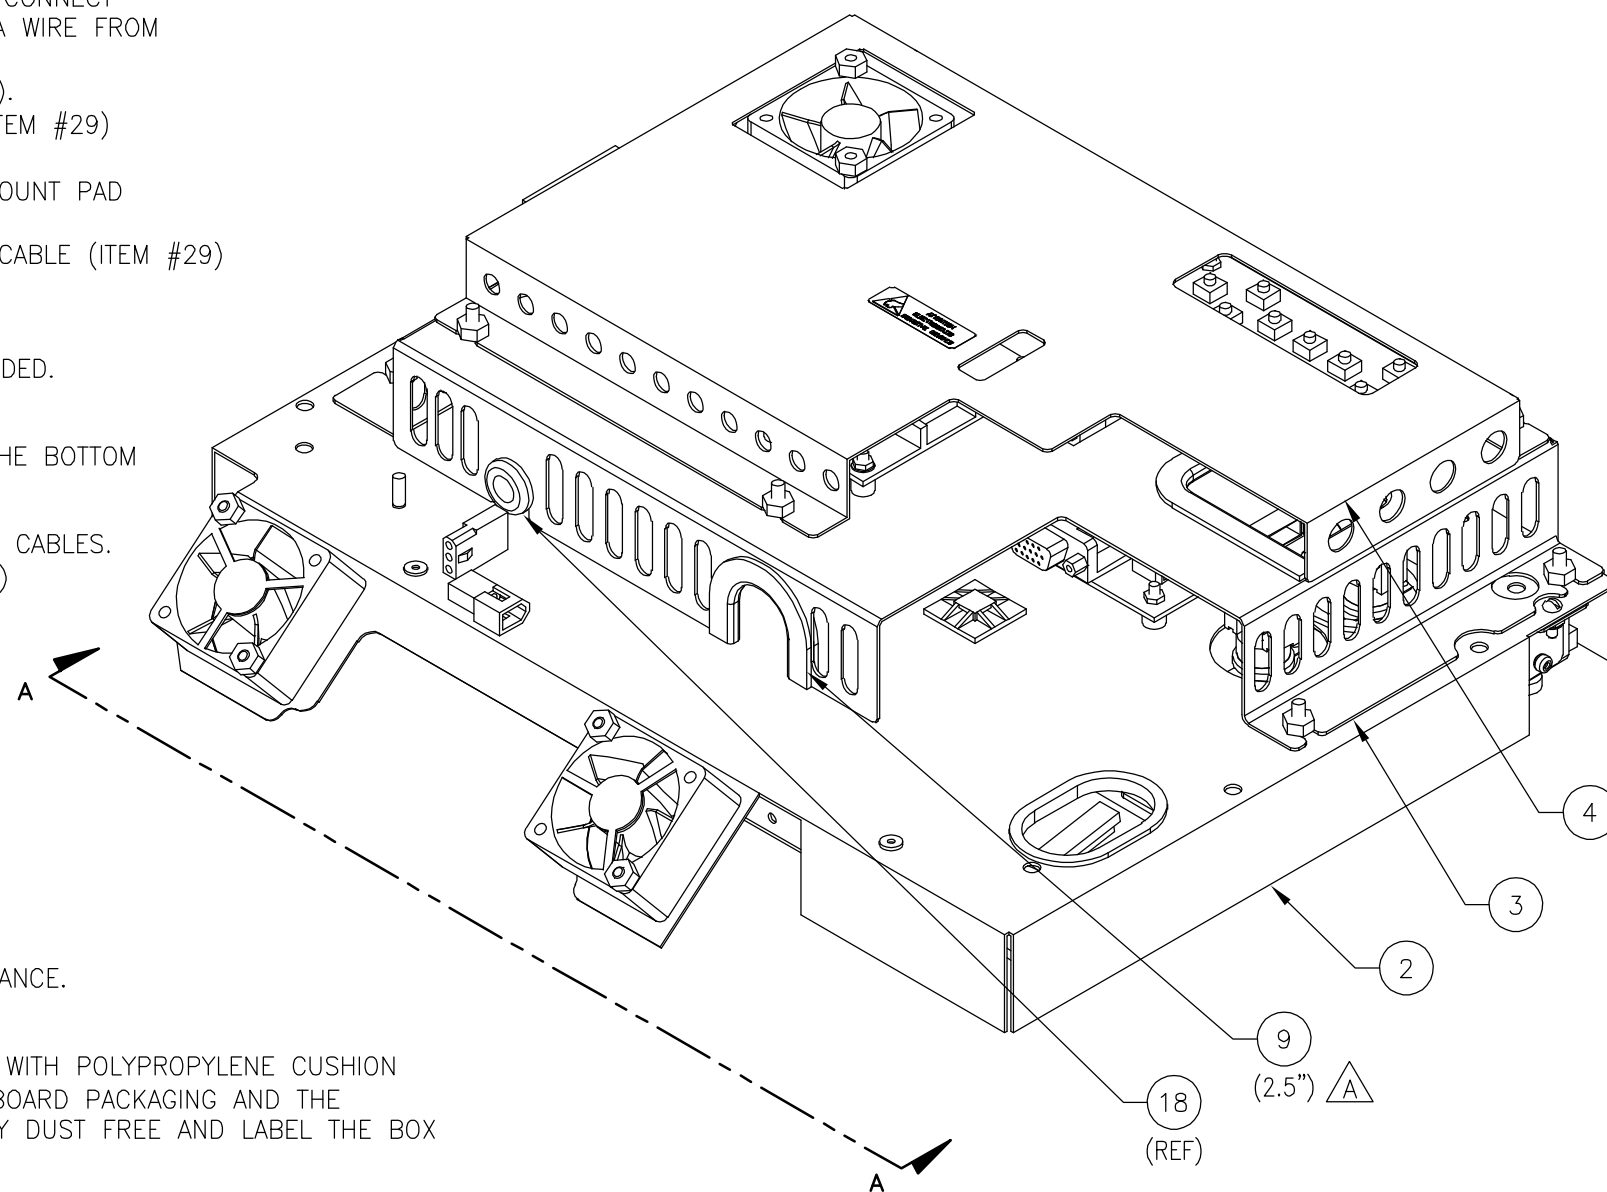 CONNECT
A WIRE FROM
).
TEM #29)
OUNT PAD
CABLE (ITEM #29)
DED.
HE BOTTOM
CABLES.
)
A
4
3
2
ANCE.
9
(2.5") A
WITH POLYPROPYLENE CUSHION
BOARD PACKAGING AND THE
Y DUST FREE AND LABEL THE BOX
18
(REF)
A